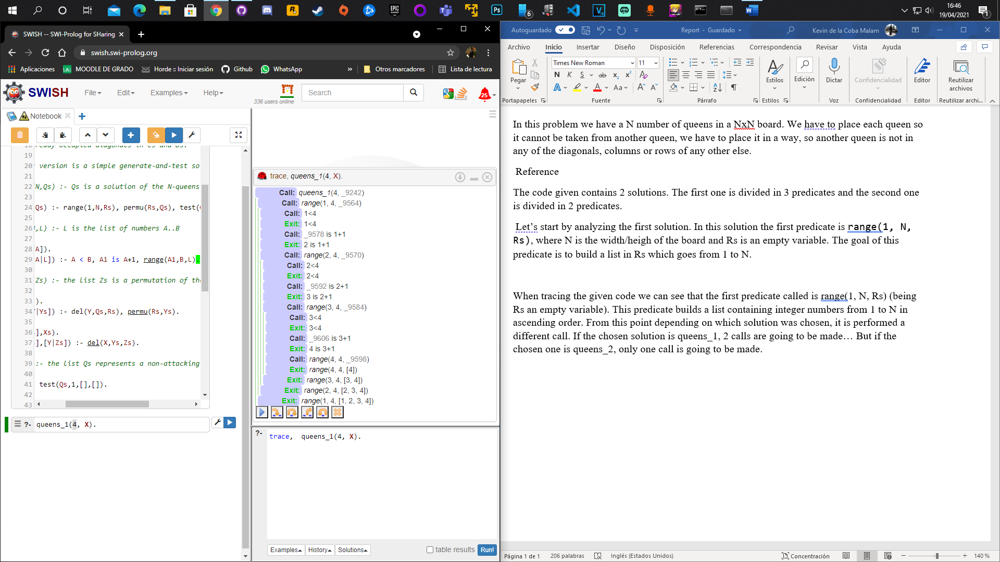 16:46
19/04/2021
SWISH -- SWI-Prolog for SHaring
swish.swi-prolog.org
Aplicaciones
MOODLE DE GRADO
Horde :: Iniciar sesión
Github
WhatsApp
»
Otros marcadores
Lista de lectura
SWISH
File
Edit
Examples
Help
336 users online
Search
25
Notebook
19
20 version is a simple generate-and-test so
21
22 N,Qs) :- Qs is a solution of the N-queens
23
24 Qs) :- range(1,N,Rs), permu(Rs,Qs), test(
25
26 ,L) :- L is the list of numbers A..B
27
28 A]).
29 A|L]) :- A < B, A1 is A+1, range(A1,B,L).
30
31 Zs) :- the list Zs is a permutation of th
32
33 ).
34 |Ys]) :- del(Y,Qs,Rs), permu(Rs,Ys).
35
36 ],Xs).
37 ],[Y|Zs]) :- del(X,Ys,Zs).
38
39 :- the list Qs represents a non-attacking
40
41 test(Qs,1,[],[]).
42
43
?- queens_1(4, X).
trace, queens_1(4, X).
Call: queens_1(4, _9242)
Call: range(1, 4, _9564)
Call: 1<4
Exit: 1<4
Call: _9578 is 1+1
Exit: 2 is 1+1
Call: range(2, 4, _9570)
Call: 2<4
Exit: 2<4
Call: _9592 is 2+1
Exit: 3 is 2+1
Call: range(3, 4, _9584)
Call: 3<4
Exit: 3<4
Call: _9606 is 3+1
Exit: 4 is 3+1
Call: range(4, 4, _9598)
Exit: range(4, 4, [4])
Exit: range(3, 4, [3, 4])
Exit: range(2, 4, [2, 3, 4])
Exit: range(1, 4, [1, 2, 3, 4])
?- trace, queens_1(4, X).
Examples
History
Solutions
table results
Run!
Autoguardado
Report - Guardado
Kevin de la Coba Malam
Archivo
Inicio
Insertar
Diseño
Disposición
Referencias
Correspondencia
Revisar
Vista
Ayuda
Pegar
Times New Roman
11
N K S ab x₂ x²
A A Aa A A
Estilos
Edición
Dictar
Confidencialidad
Editor
Reutilizar archivos
Portapapeles
Fuente
Párrafo
Estilos
Voz
Confidencialidad
Editor
Reutilizar archi...
In this problem we have a N number of queens in a NxN board. We have to place each queen so
it cannot be taken from another queen, we have to place it in a way, so another queen is not in
any of the diagonals, columns or rows of any other else.
Reference
The code given contains 2 solutions. The first one is divided in 3 predicates and the second one
is divided in 2 predicates.
Let’s start by analyzing the first solution. In this solution the first predicate is range(1, N,
Rs), where N is the width/heigh of the board and Rs is an empty variable. The goal of this
predicate is to build a list in Rs which goes from 1 to N.
When tracing the given code we can see that the first predicate called is range(1, N, Rs) (being
Rs an empty variable). This predicate builds a list containing integer numbers from 1 to N in
ascending order. From this point depending on which solution was chosen, it is performed a
different call. If the chosen solution is queens_1, 2 calls are going to be made… But if the
chosen one is queens_2, only one call is going to be made.
Página 1 de 1
206 palabras
Inglés (Estados Unidos)
Concentración
140 %